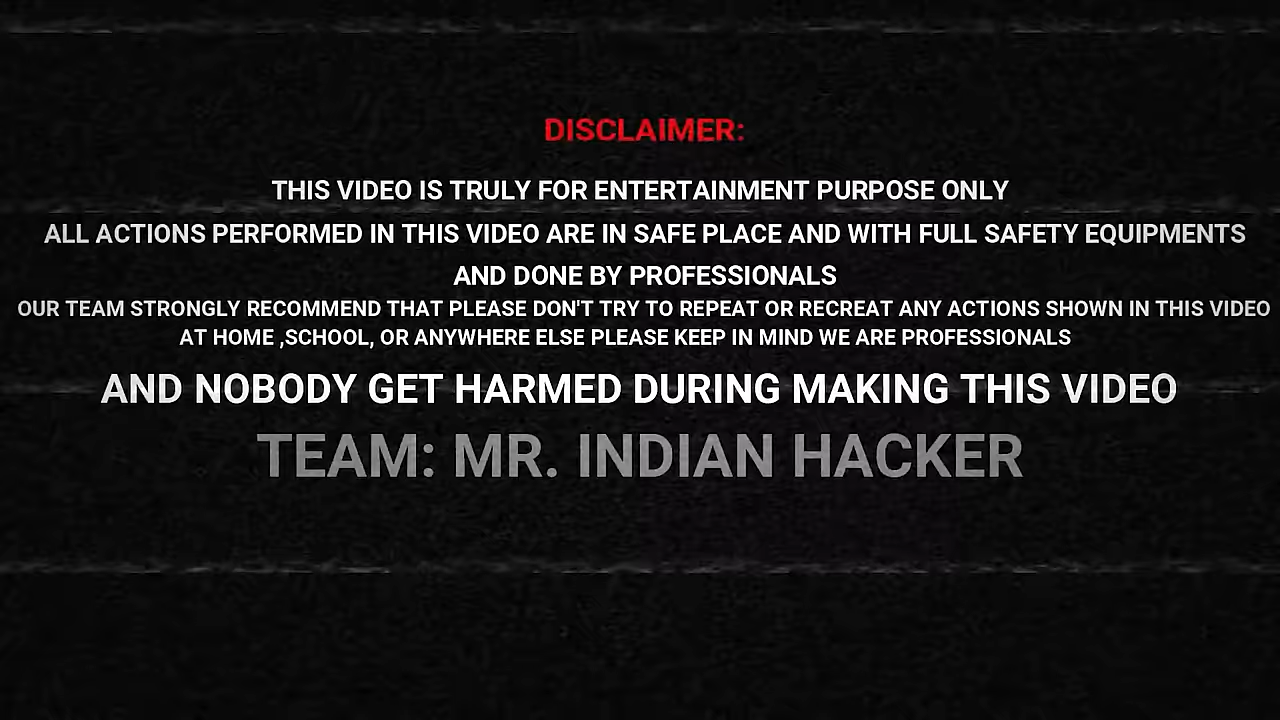 DISCLAIMER:
THIS VIDEO IS TRULY FOR ENTERTAINMENT PURPOSE ONLY
ALL ACTIONS PERFORMED IN THIS VIDEO ARE IN SAFE PLACE AND WITH FULL SAFETY EQUIPMENTS
AND DONE BY PROFESSIONALS
OUR TEAM STRONGLY RECOMMEND THAT PLEASE DON'T TRY TO REPEAT OR RECREAT ANY ACTIONS SHOWN IN THIS VIDEO
AT HOME ,SCHOOL, OR ANYWHERE ELSE PLEASE KEEP IN MIND WE ARE PROFESSIONALS
AND NOBODY GET HARMED DURING MAKING THIS VIDEO
TEAM: MR. INDIAN HACKER